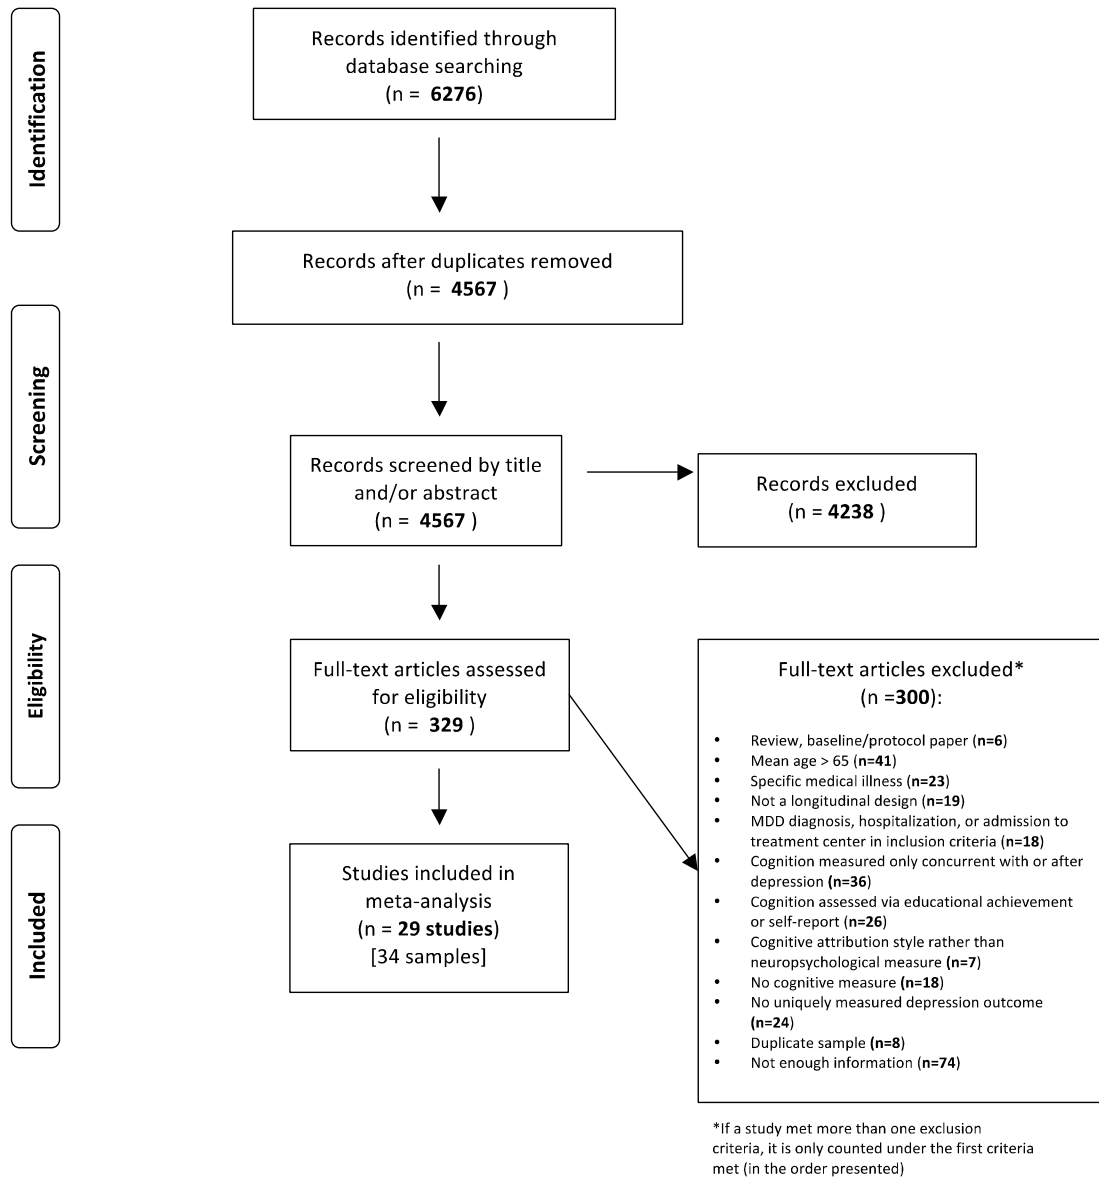 Identification
Records identified through
database searching
(n =  6276)
Records after duplicates removed
(n =  4567 )
Screening
Records screened by title
and/or abstract
(n =  4567 )
Records excluded
(n = 4238 )
Eligibility
Full-text articles assessed
for eligibility
(n =  329 )
Full-text articles excluded*
(n =300):
• Review, baseline/protocol paper (n=6)
• Mean age > 65 (n=41)
• Specific medical illness (n=23)
• Not a longitudinal design (n=19)
• MDD diagnosis, hospitalization, or admission to
treatment center in inclusion criteria (n=18)
• Cognition measured only concurrent with or after
depression (n=36)
• Cognition assessed via educational achievement
or self-report (n=26)
• Cognitive attribution style rather than
neuropsychological measure (n=7)
• No cognitive measure (n=18)
• No uniquely measured depression outcome
(n=24)
• Duplicate sample (n=8)
• Not enough information (n=74)
Included
Studies included in
meta-analysis
(n = 29 studies)
[34 samples]
*If a study met more than one exclusion
criteria, it is only counted under the first criteria
met (in the order presented)